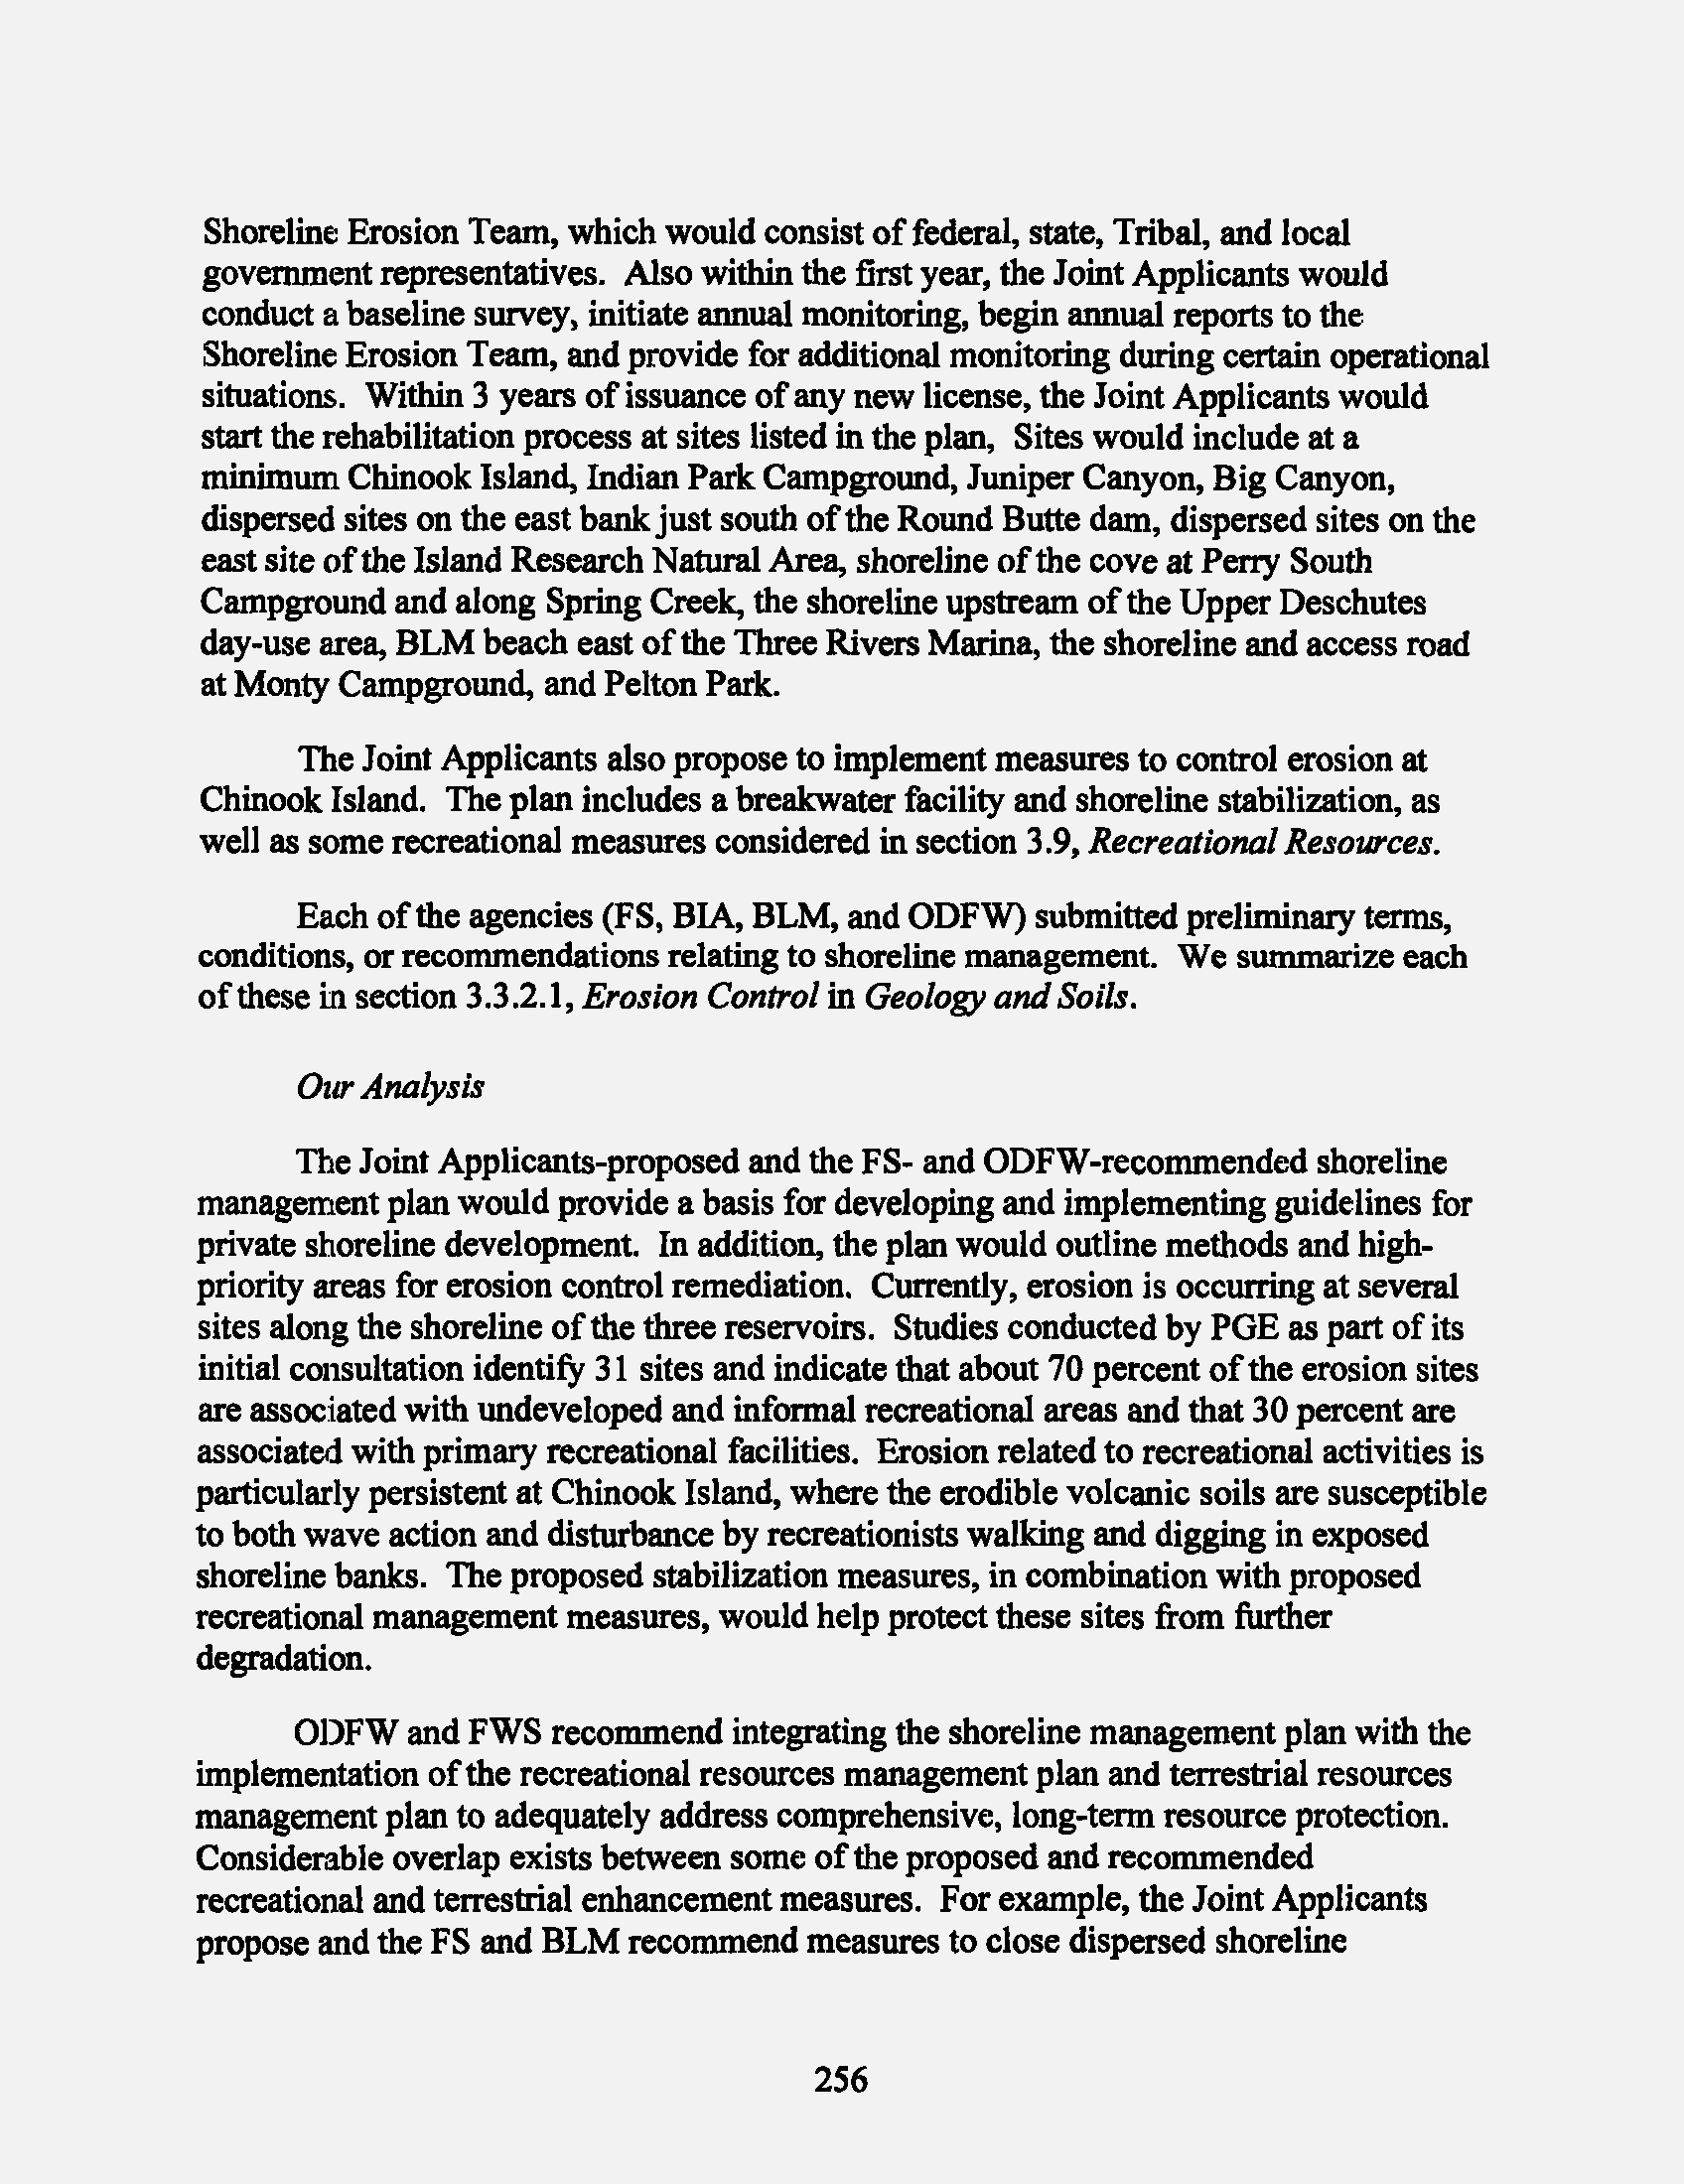 Shoreline Erosion Team, which would consist of federal, state, Tribal, and local
government representatives. Also within the first year, the Joint Applicants would
conduct a baseline survey, initiate annual monitoring, begin annual reports to the
Shoreline Erosion Team, and provide for additional monitoring during certain operational
situations. Within 3 years of issuance of any new license, the Joint Applicants would
start the rehabilitation process at sites listed in the plan, Sites would include at a
minimum Chinook Island, Indian Park Campground, Juniper Canyon, Big Canyon,
dispersed sites on the east bank just south of the Round Butte dam, dispersed sites on the
east site of the Island Research Natural Area, shoreline of the cove at Perry South
Campground and along Spring Creek, the shoreline upstream of the Upper Deschutes
day-use area, BLM beach east of the Three Rivers Marina, the shoreline and access road
at Monty Campground, and Pelton Park.
The Joint Applicants also propose to implement measures to control erosion at
Chinook Island. The plan includes a breakwater facility and shoreline stabilization, as
well as some recreational measures considered in section 3.9, Recreational Resources.
Each of the agencies (FS, BIA, BLM, and ODFW) submitted preliminary terms,
conditions, or recommendations relating to shoreline management. We summarize each
of these in section 3.3.2.1, Erosion Control in Geology and Soils.
Our Analysis
The Joint Applicants-proposed and the FS- and ODFW-recommended shoreline
management plan would provide a basis for developing and implementing guidelines for
private shoreline development. In addition, the plan would outline methods and high-
priority areas for erosion control remediation. Currently, erosion is occurring at several
sites along the shoreline of the three reservoirs. Studies conducted by PGE as part of its
initial consultation identify 31 sites and indicate that about 70 percent of the erosion sites
are associated with undeveloped and informal recreational areas and that 30 percent are
associated with primary recreational facilities. Erosion related to recreational activities is
particularly persistent at Chinook Island, where the erodible volcanic soils are susceptible
to both wave action and disturbance by recreationists walking and digging in exposed
shoreline banks. The proposed stabilization measures, in combination with proposed
recreational management measures, would help protect these sites from further
degradation.
ODFW and FWS recommend integrating the shoreline management plan with the
implementation of the recreational resources management plan and terrestrial resources
management plan to adequately address comprehensive, long-term resource protection.
Considerable overlap exists between some of the proposed and recommended
recreational and terrestrial enhancement measures. For example, the Joint Applicants
propose and the FS and BLM recommend measures to close dispersed shoreline
256